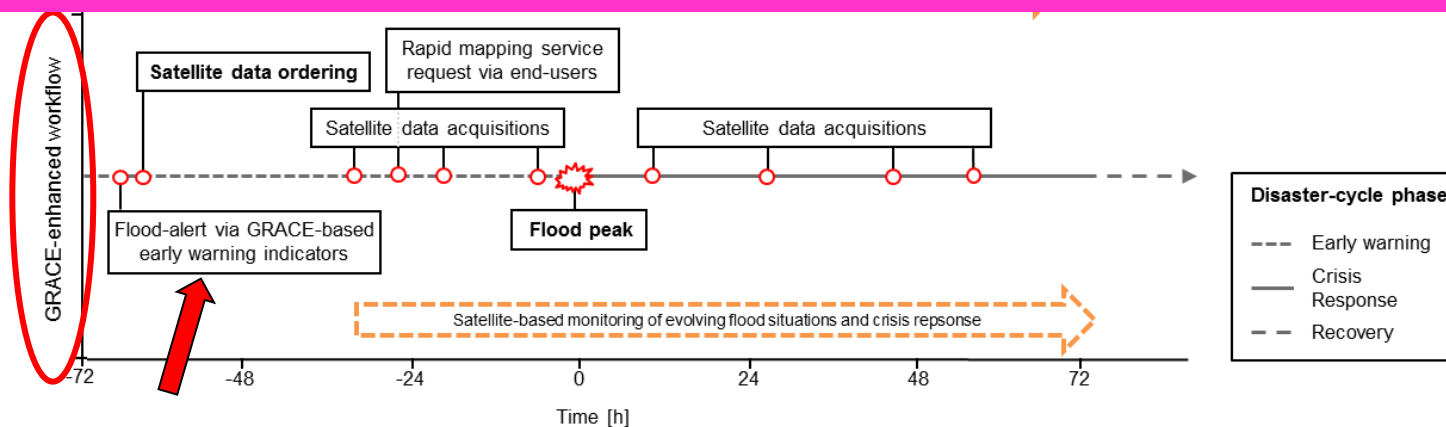 GRACE-enhanced workflow
Satellite data ordering
Rapid mapping service
request via end-users
Satellite data acquisitions
Satellite data acquisitions
Flood-alert via GRACE-based
early warning indicators
Flood peak
Satellite-based monitoring of evolving flood situations and crisis repsonse
-72
-48
-24
0
24
48
72
Time [h]
Disaster-cycle phase
Early warning
Crisis
Response
Recovery